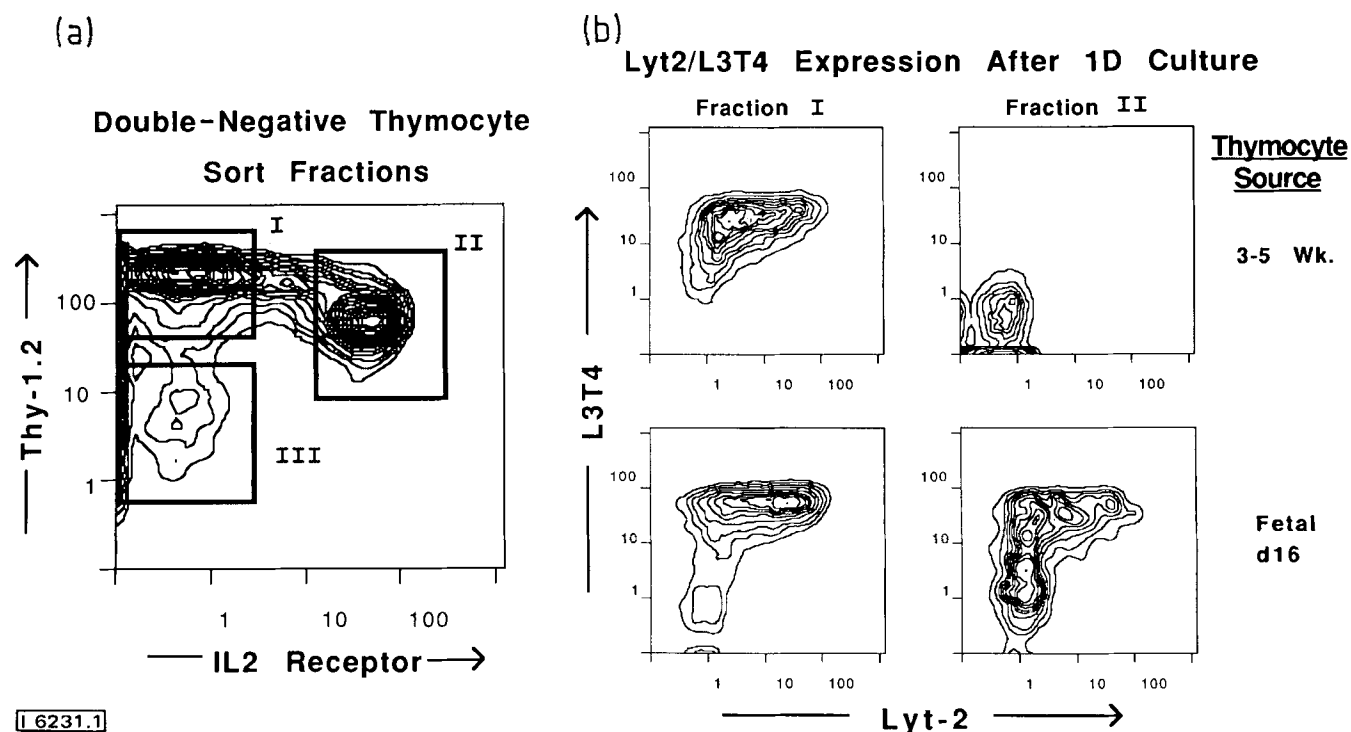 (a)
Double-Negative Thymocyte
Sort Fractions
I
II
III
Thy-1.2
100
10
1
1
10
100
IL2 Receptor
I 6231.1
(b)
Lyt2/L3T4 Expression After 1D Culture
Fraction I
Fraction II
Thymocyte
Source
3-5 Wk.
Fetal
d16
L3T4
100
10
1
1
10
100
100
10
1
1
10
100
100
10
1
1
10
100
100
10
1
1
10
100
Lyt-2